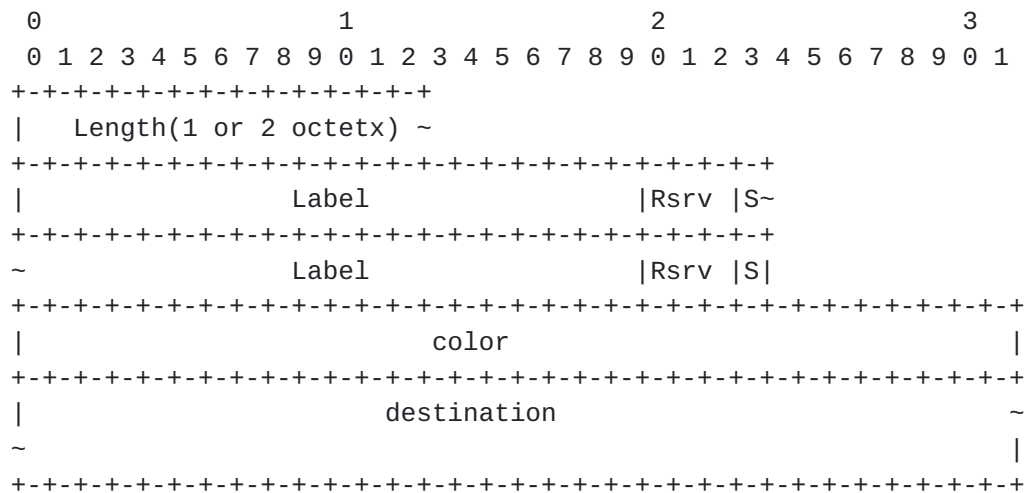 0                   1                   2                   3
 0 1 2 3 4 5 6 7 8 9 0 1 2 3 4 5 6 7 8 9 0 1 2 3 4 5 6 7 8 9 0 1
+-+-+-+-+-+-+-+-+-+-+-+-+-+
|   Length(1 or 2 octetx) ~
+-+-+-+-+-+-+-+-+-+-+-+-+-+-+-+-+-+-+-+-+-+-+-+-+
|                 Label                 |Rsrv |S~
+-+-+-+-+-+-+-+-+-+-+-+-+-+-+-+-+-+-+-+-+-+-+-+-+
~                 Label                 |Rsrv |S|
+-+-+-+-+-+-+-+-+-+-+-+-+-+-+-+-+-+-+-+-+-+-+-+-+-+-+-+-+-+-+-+-+
|                          color                                |
+-+-+-+-+-+-+-+-+-+-+-+-+-+-+-+-+-+-+-+-+-+-+-+-+-+-+-+-+-+-+-+-+
|                       destination                             ~
~                                                               |
+-+-+-+-+-+-+-+-+-+-+-+-+-+-+-+-+-+-+-+-+-+-+-+-+-+-+-+-+-+-+-+-+